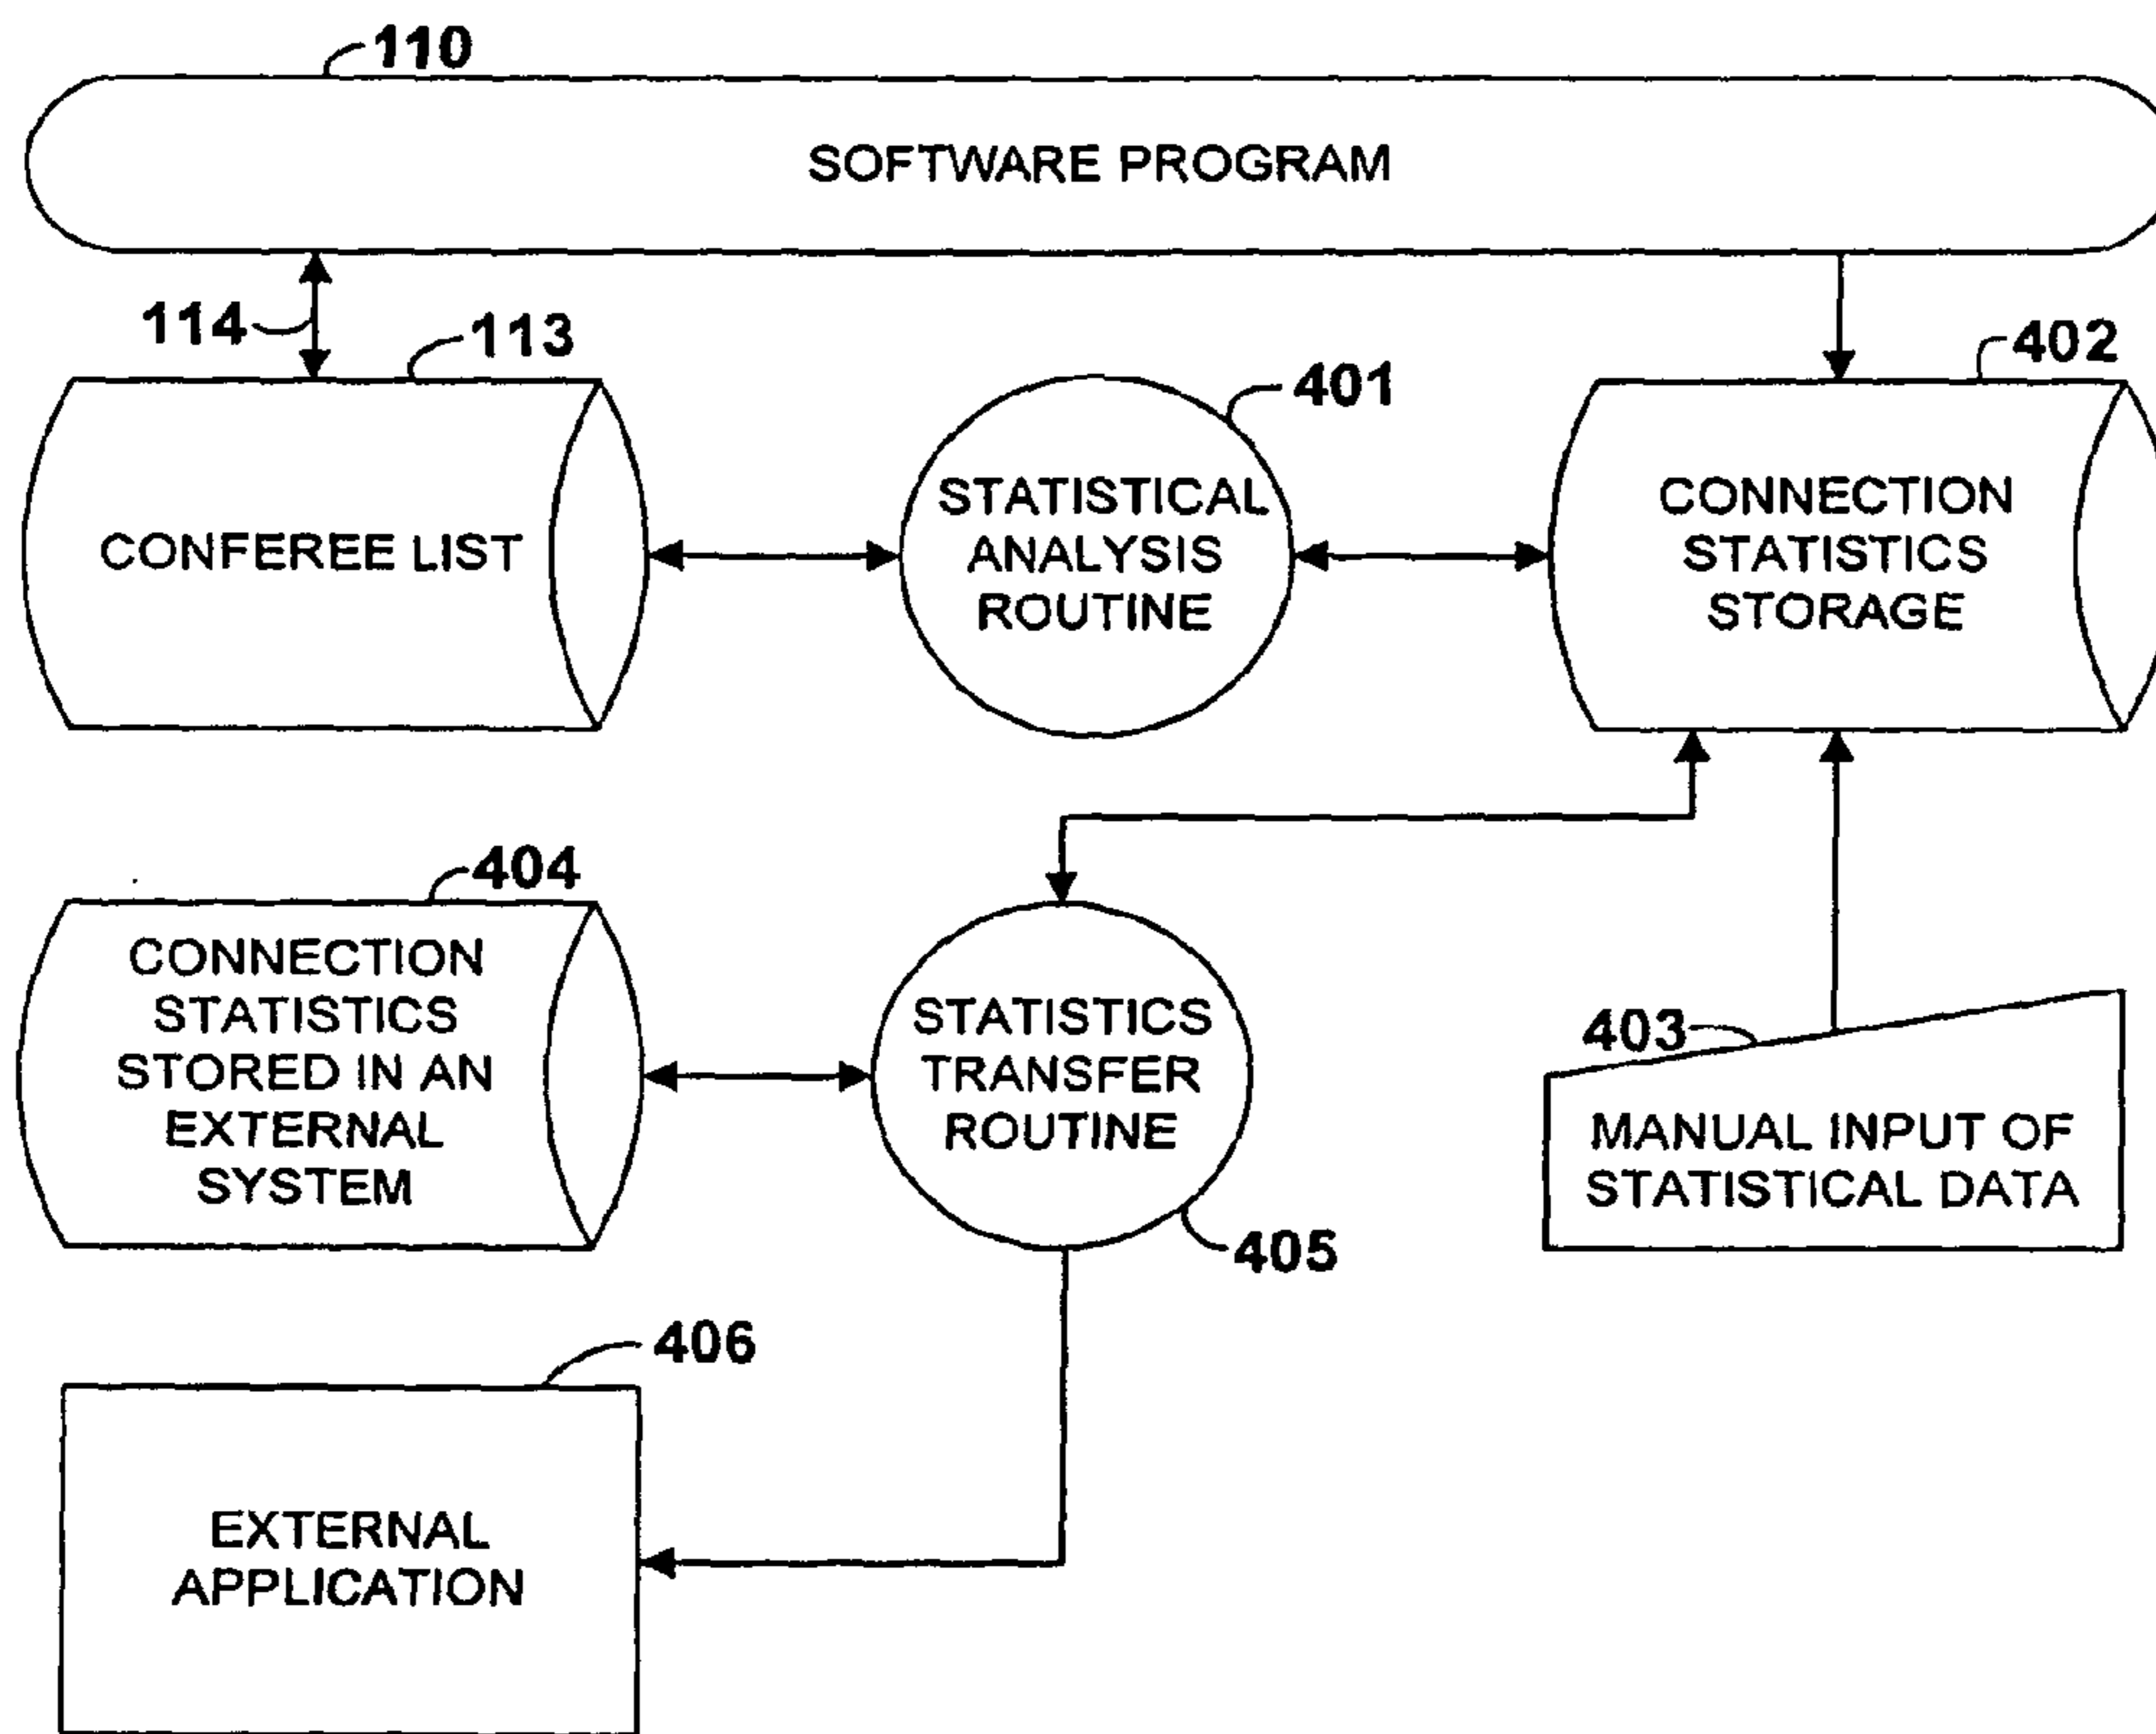 110
SOFTWARE PROGRAM
114
113
402
401
CONFEREE LIST
STATISTICAL
ANALYSIS
ROUTINE
CONNECTION
STATISTICS
STORAGE
404
CONNECTION
STATISTICS
STORED IN AN
EXTERNAL
SYSTEM
STATISTICS
TRANSFER
ROUTINE
405
403
MANUAL INPUT OF
STATISTICAL DATA
406
EXTERNAL
APPLICATION